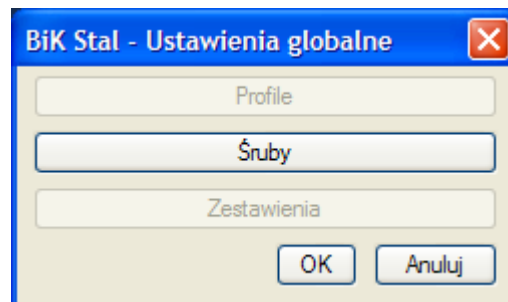 BiK Stal - Ustawienia globalne
Profile
Śruby
Zestawienia
OK Anuluj